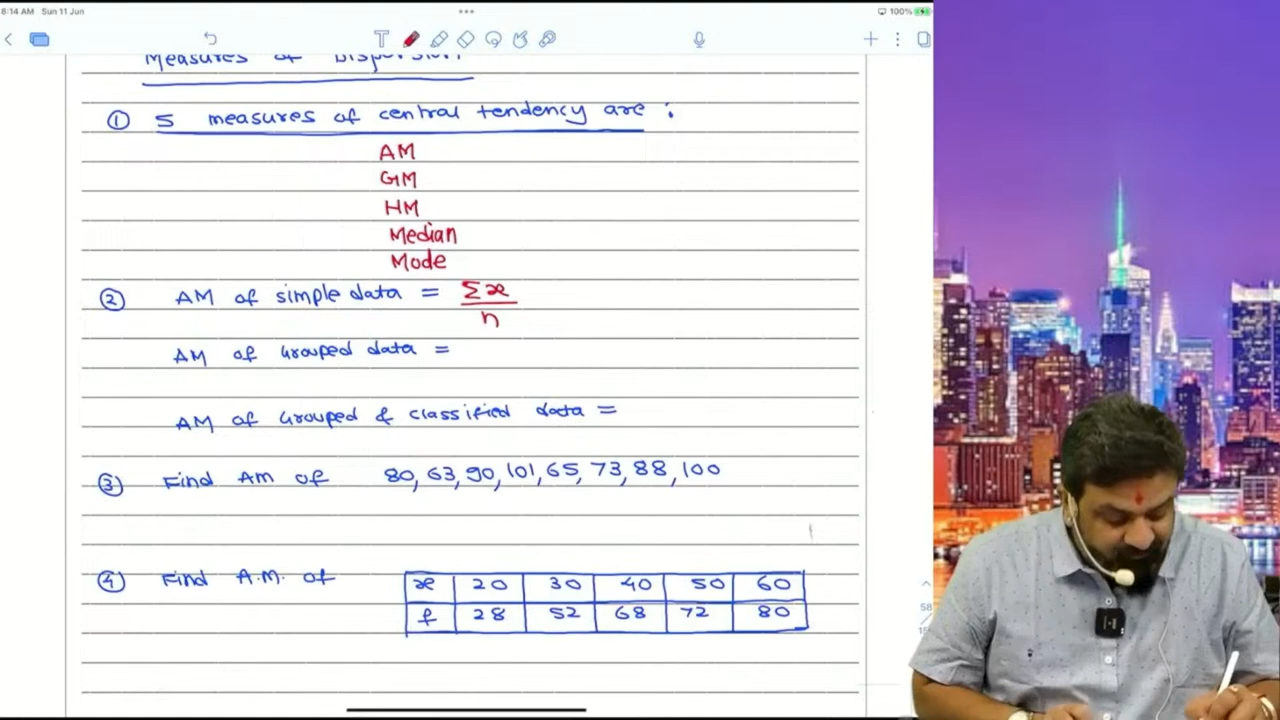 8:14 AM Sun 11 Jun
100%
Measures of Dispersion
① 5 measures of central tendency are :
AM
GM
HM
Median
Mode
② AM of simple data = Σx
n
AM of Grouped data =
AM of Grouped & classified data =
③ Find AM of 80, 63, 90, 101, 65, 73, 88, 100
④ Find A.M. of
x 20 30 40 50 60
f 28 52 68 72 80
58